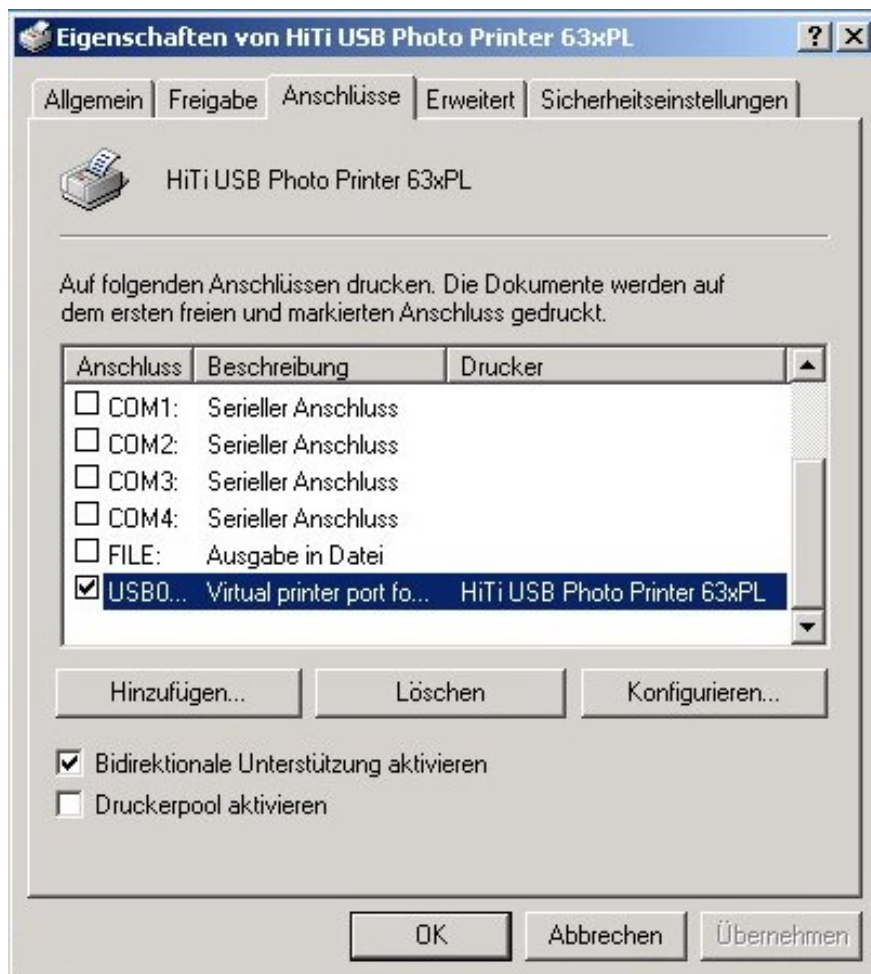 Eigenschaften von HiTi USB Photo Printer 63xPL
Allgemein Freigabe Anschlüsse Erweitert Sicherheitseinstellungen
HiTi USB Photo Printer 63xPL
Auf folgenden Anschlüssen drucken. Die Dokumente werden auf
dem ersten freien und markierten Anschluss gedruckt.
Anschluss Beschreibung Drucker
COM1: Serieller Anschluss
COM2: Serieller Anschluss
COM3: Serieller Anschluss
COM4: Serieller Anschluss
FILE: Ausgabe in Datei
USB0... Virtual printer port fo... HiTi USB Photo Printer 63xPL
Hinzufügen... Löschen Konfigurieren...
Bidirektionale Unterstützung aktivieren
Druckerpool aktivieren
OK Abbrechen Übernehmen